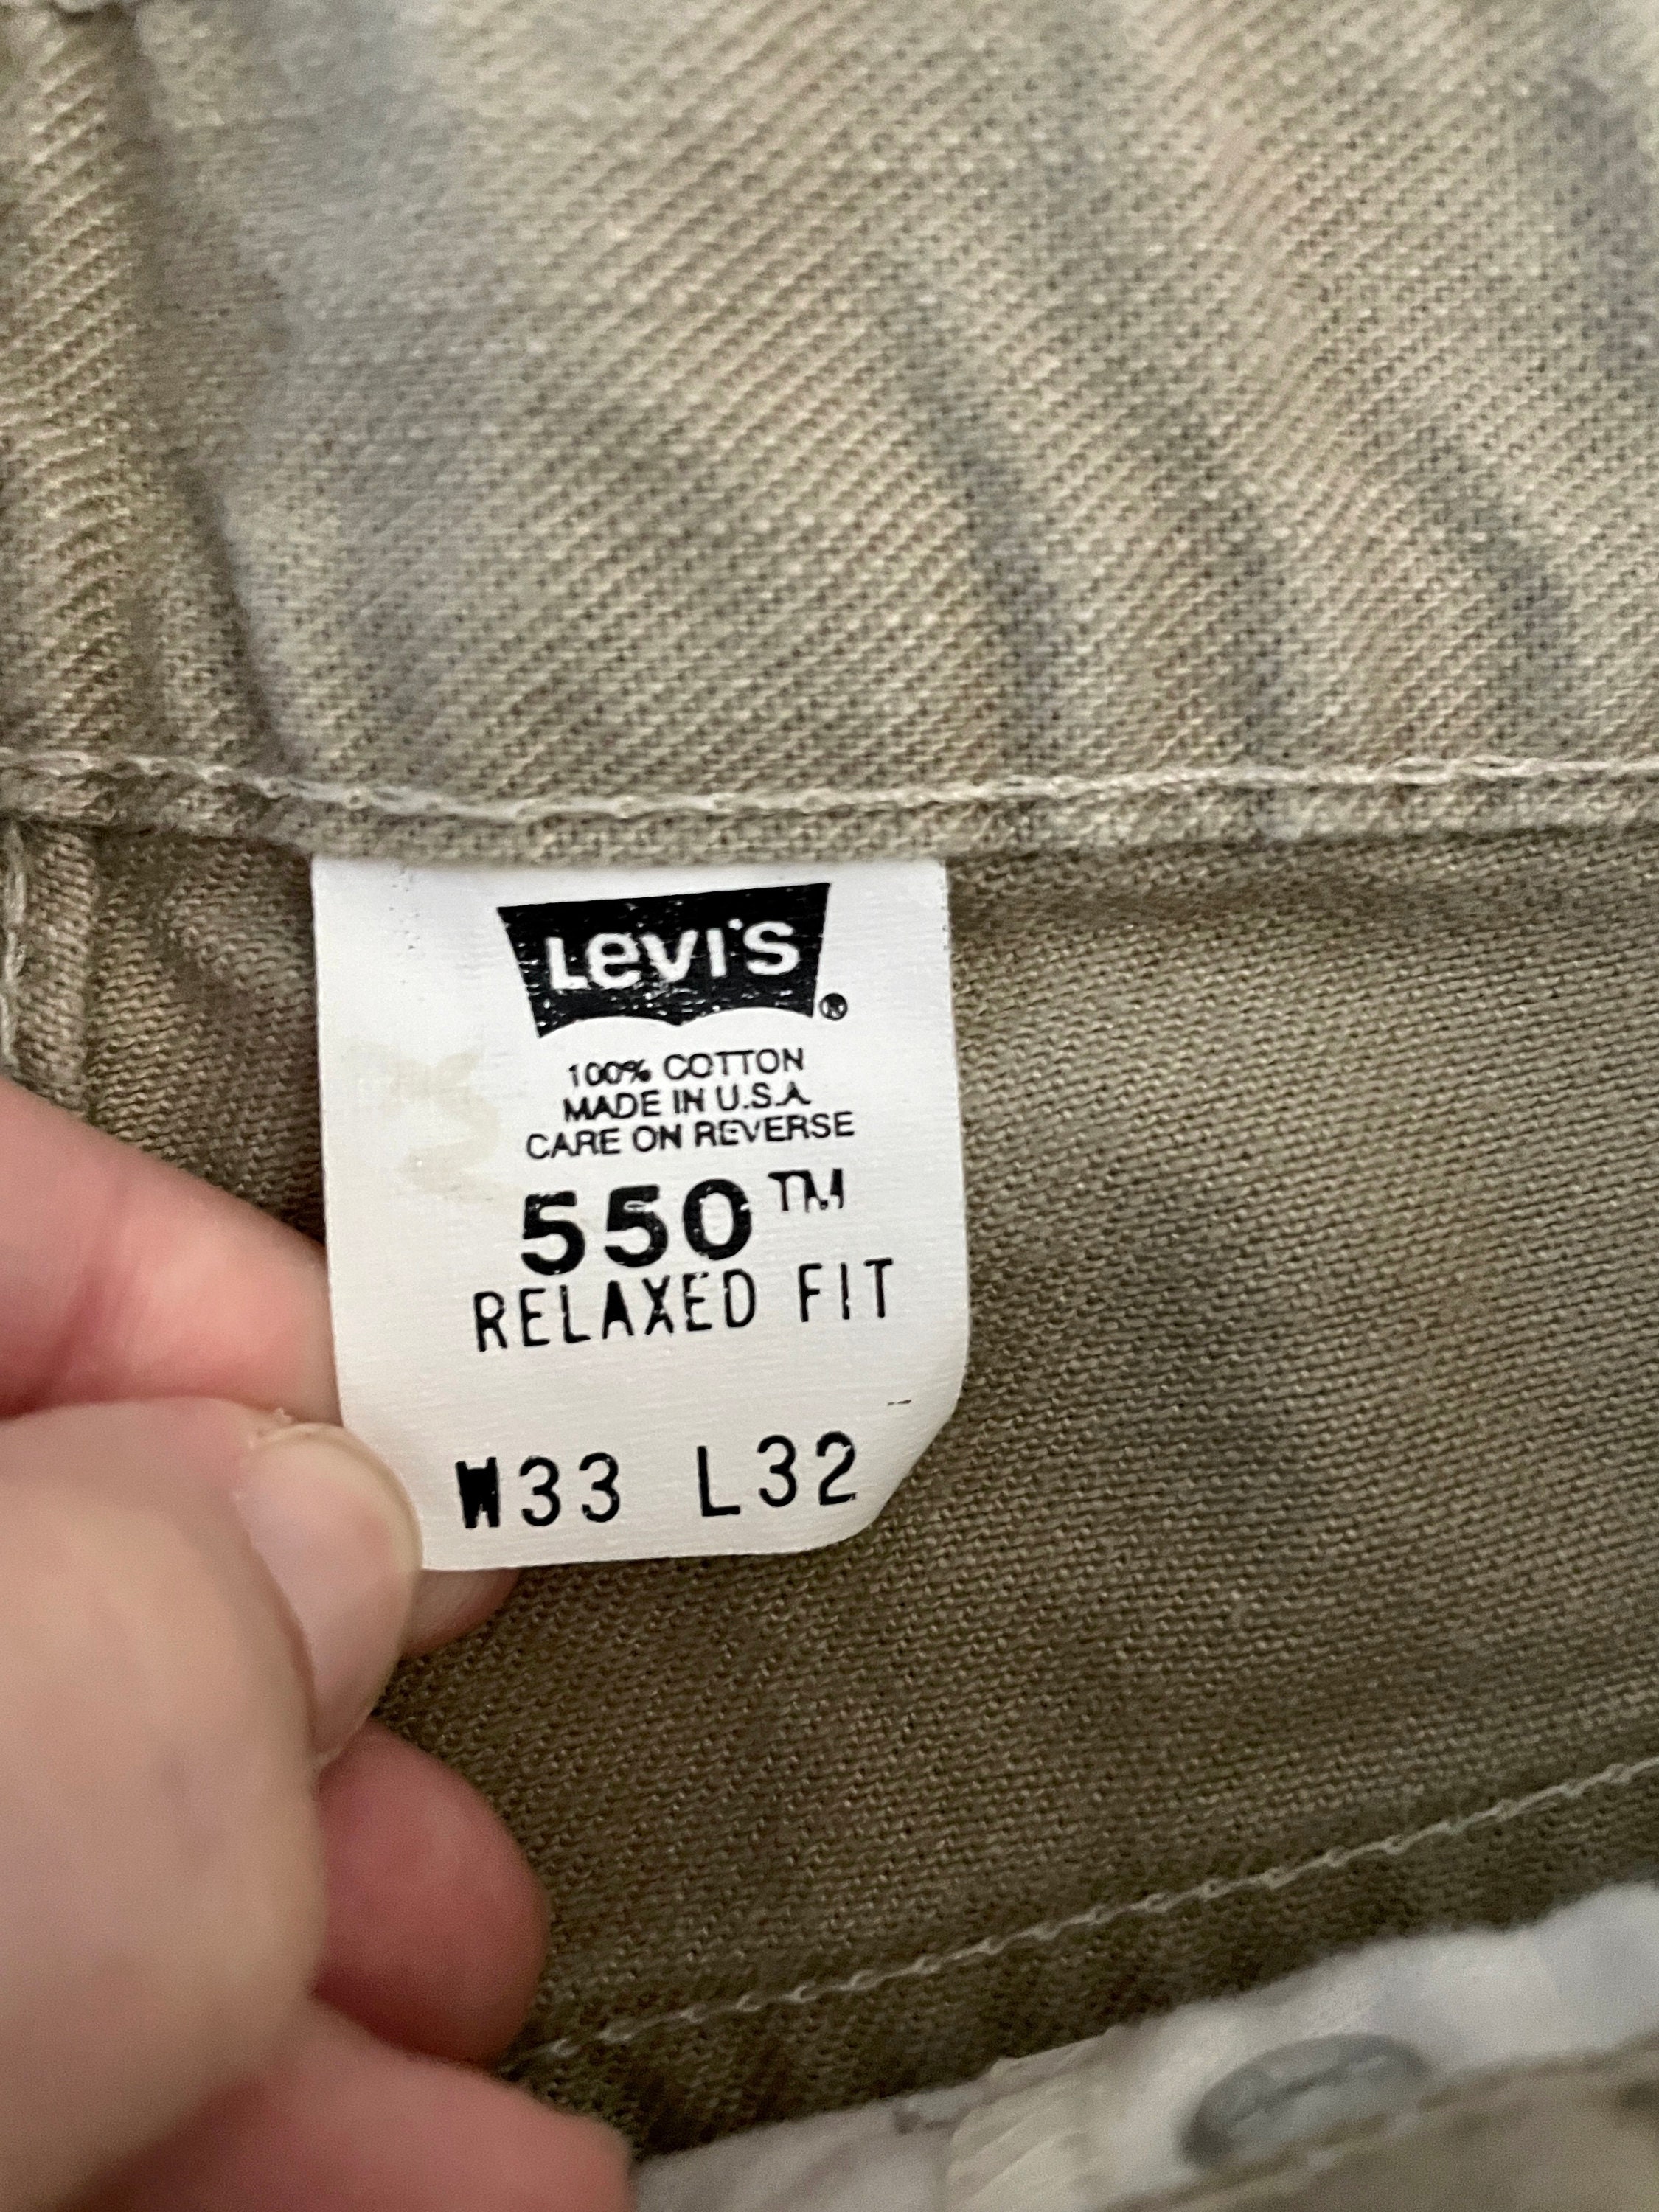 LEVI'S®
100% COTTON
MADE IN U.S.A.
CARE ON REVERSE
550™
RELAXED FIT
W33 L32